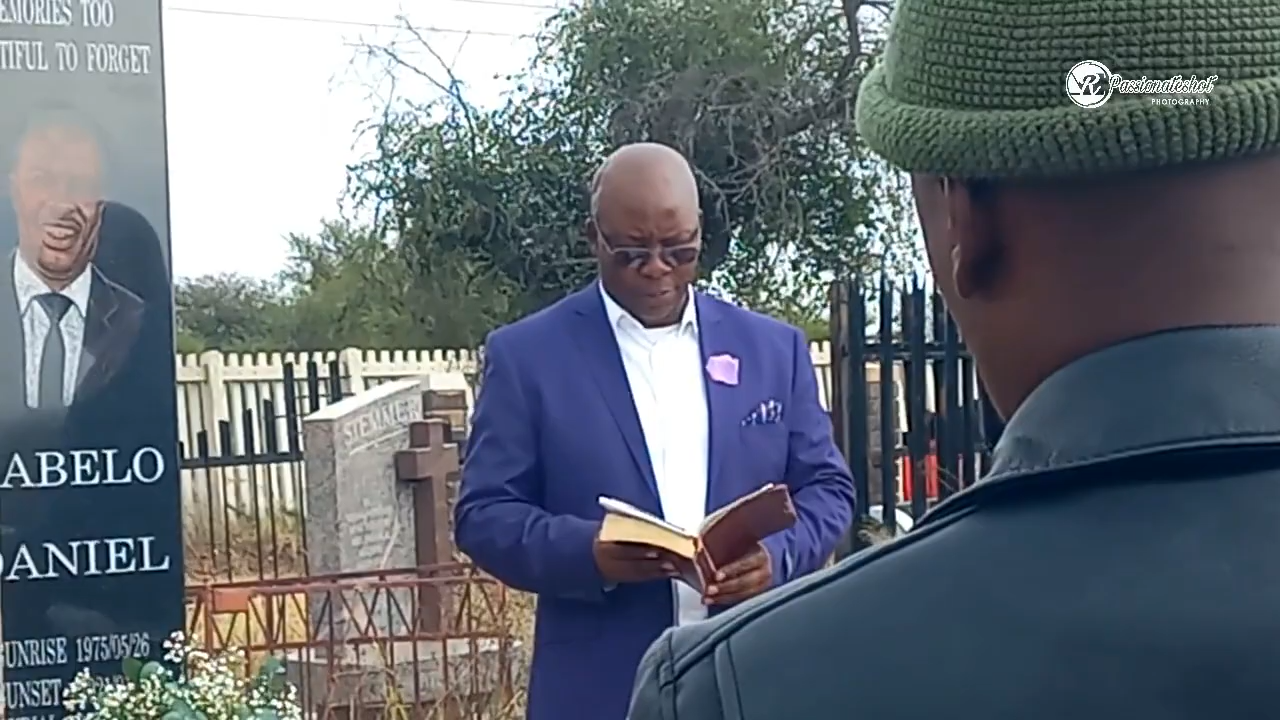 EMORIES TOO
TIFUL TO FORGET
ABELO
DANIEL
UNRISE 1975/05/26
UNSET
STEMMER
R Passionateshot
PHOTOGRAPHY